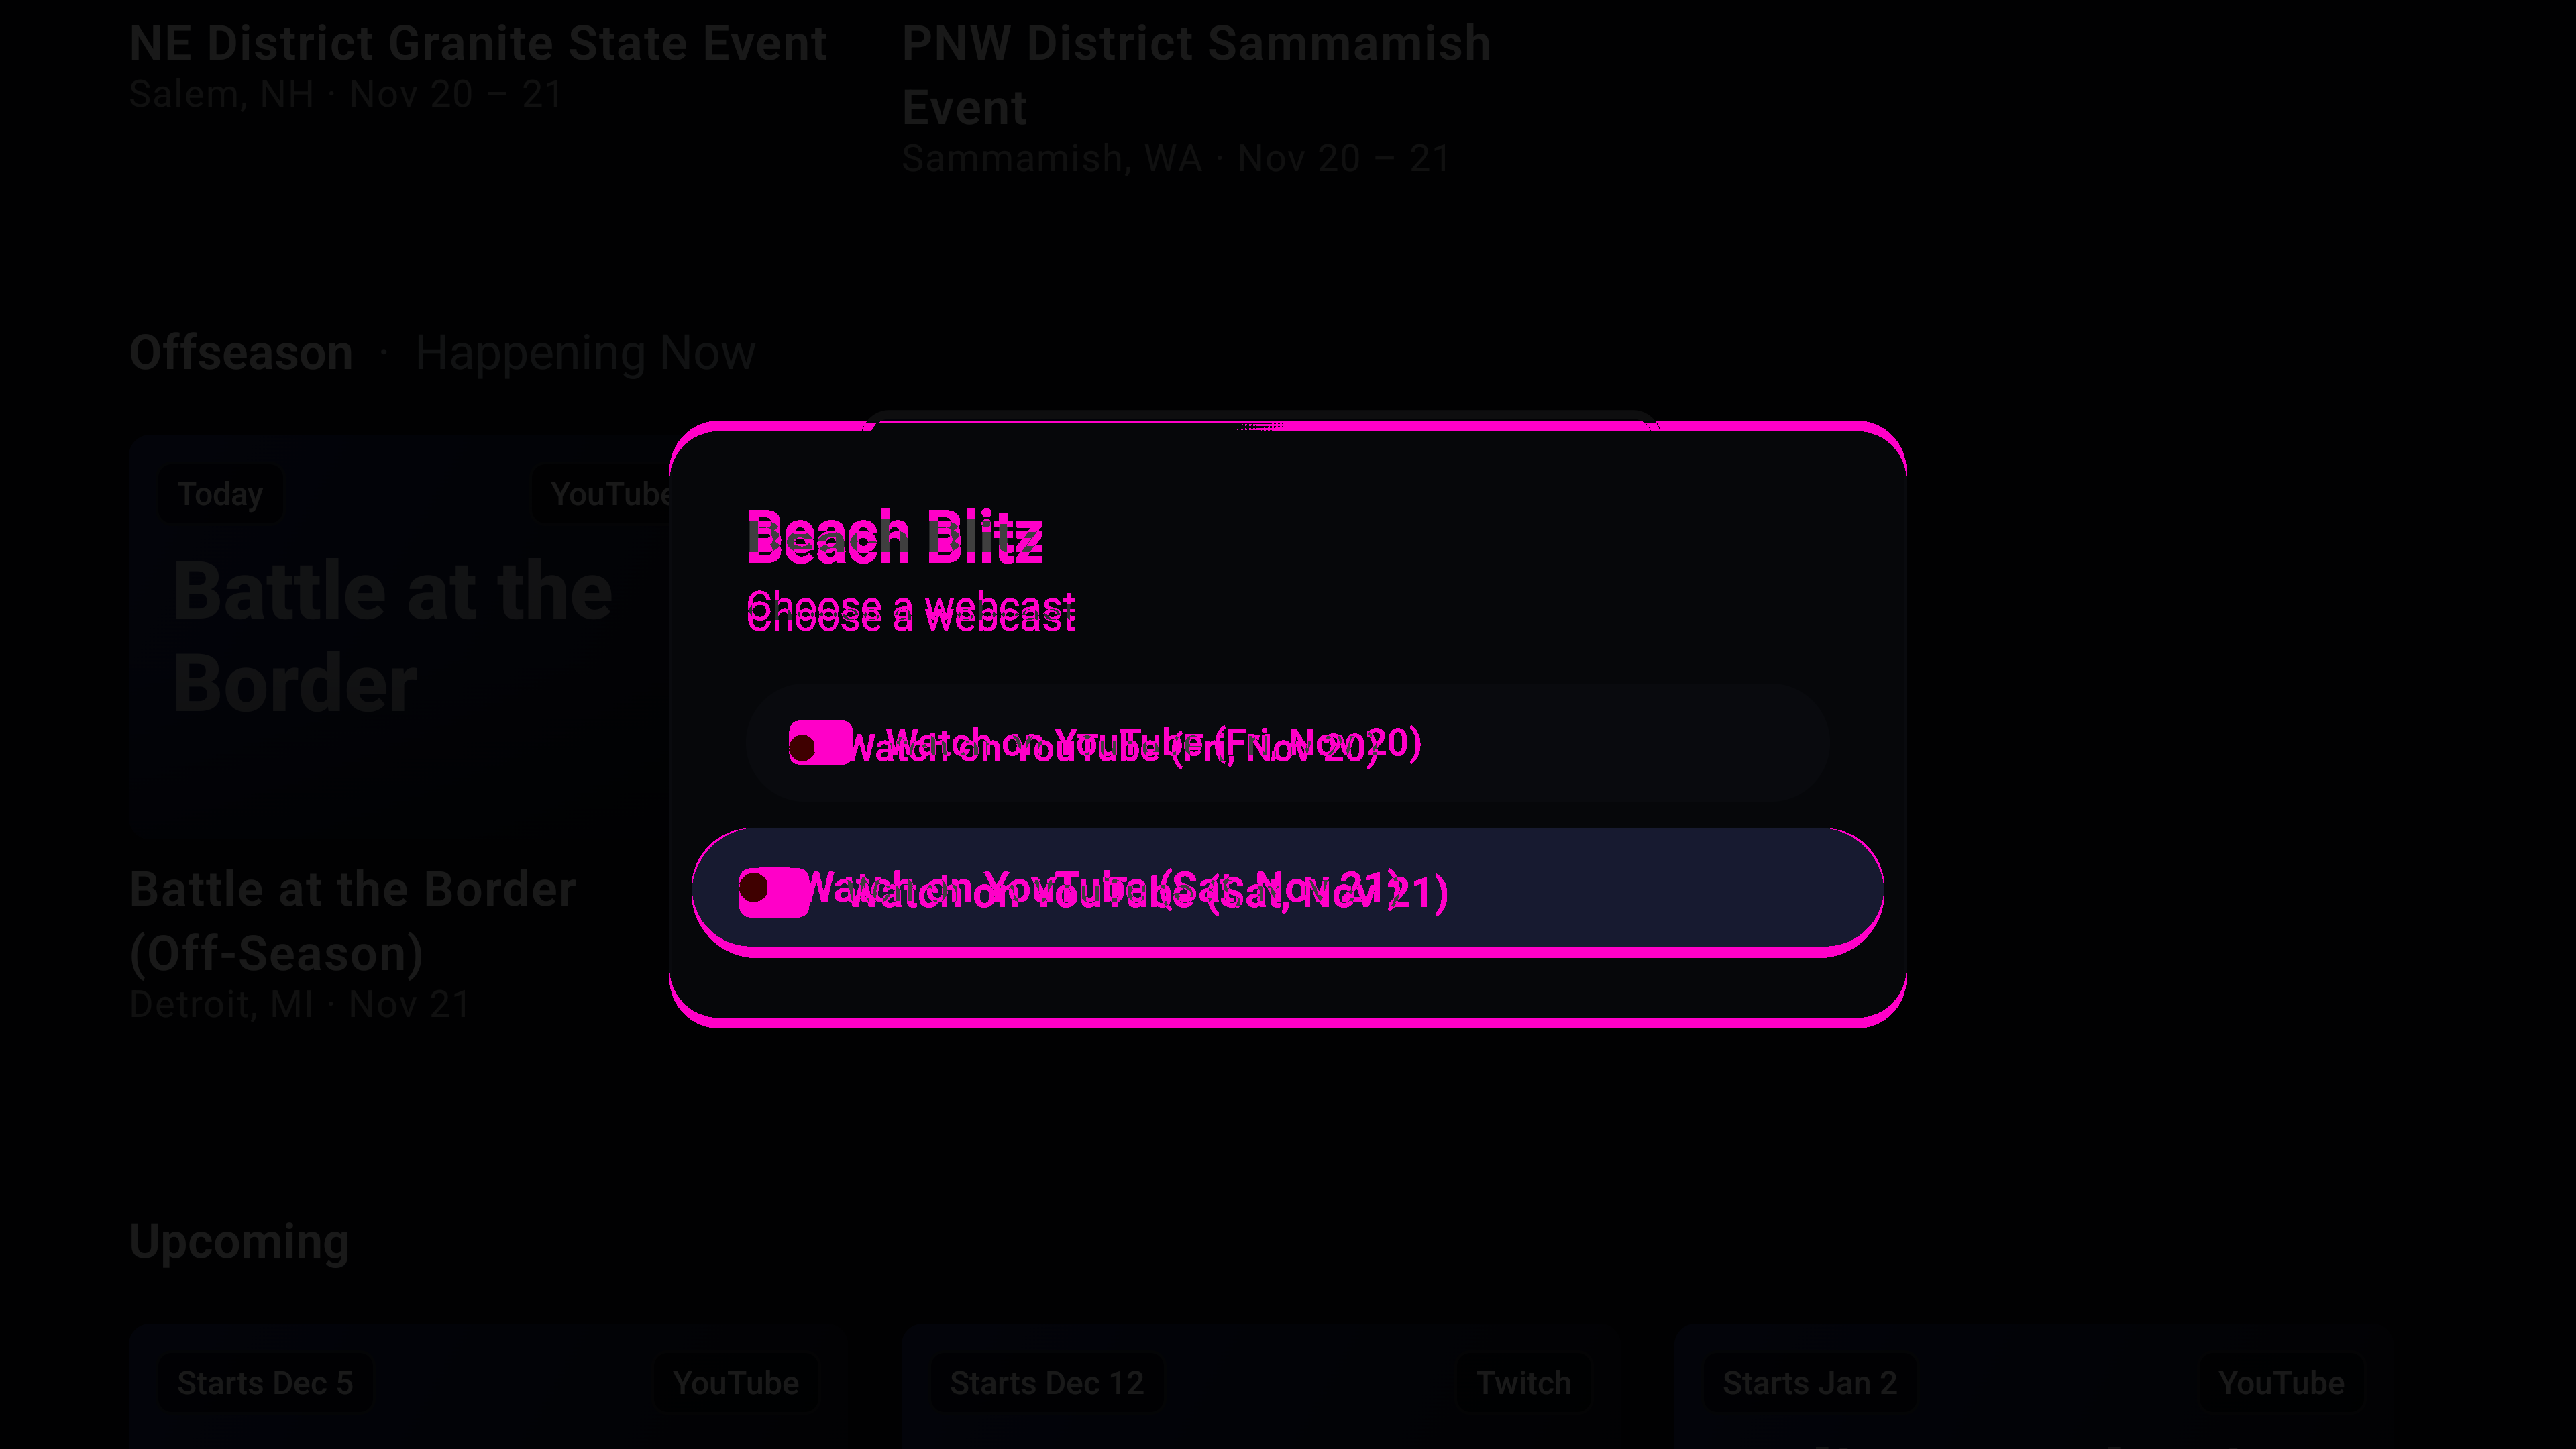 NE District Granite State Event
Salem, NH · Nov 20 – 21
PNW District Sammamish
Event
Sammamish, WA · Nov 20 – 21
Offseason · Happening Now
Today
YouTube
Battle at the
Border
Battle at the Border
(Off-Season)
Detroit, MI · Nov 21
Beach Blitz
Choose a webcast
Watch on YouTube (Fri, Nov 20)
Watch on YouTube (Sat, Nov 21)
Upcoming
Starts Dec 5
YouTube
Starts Dec 12
Twitch
Starts Jan 2
YouTube